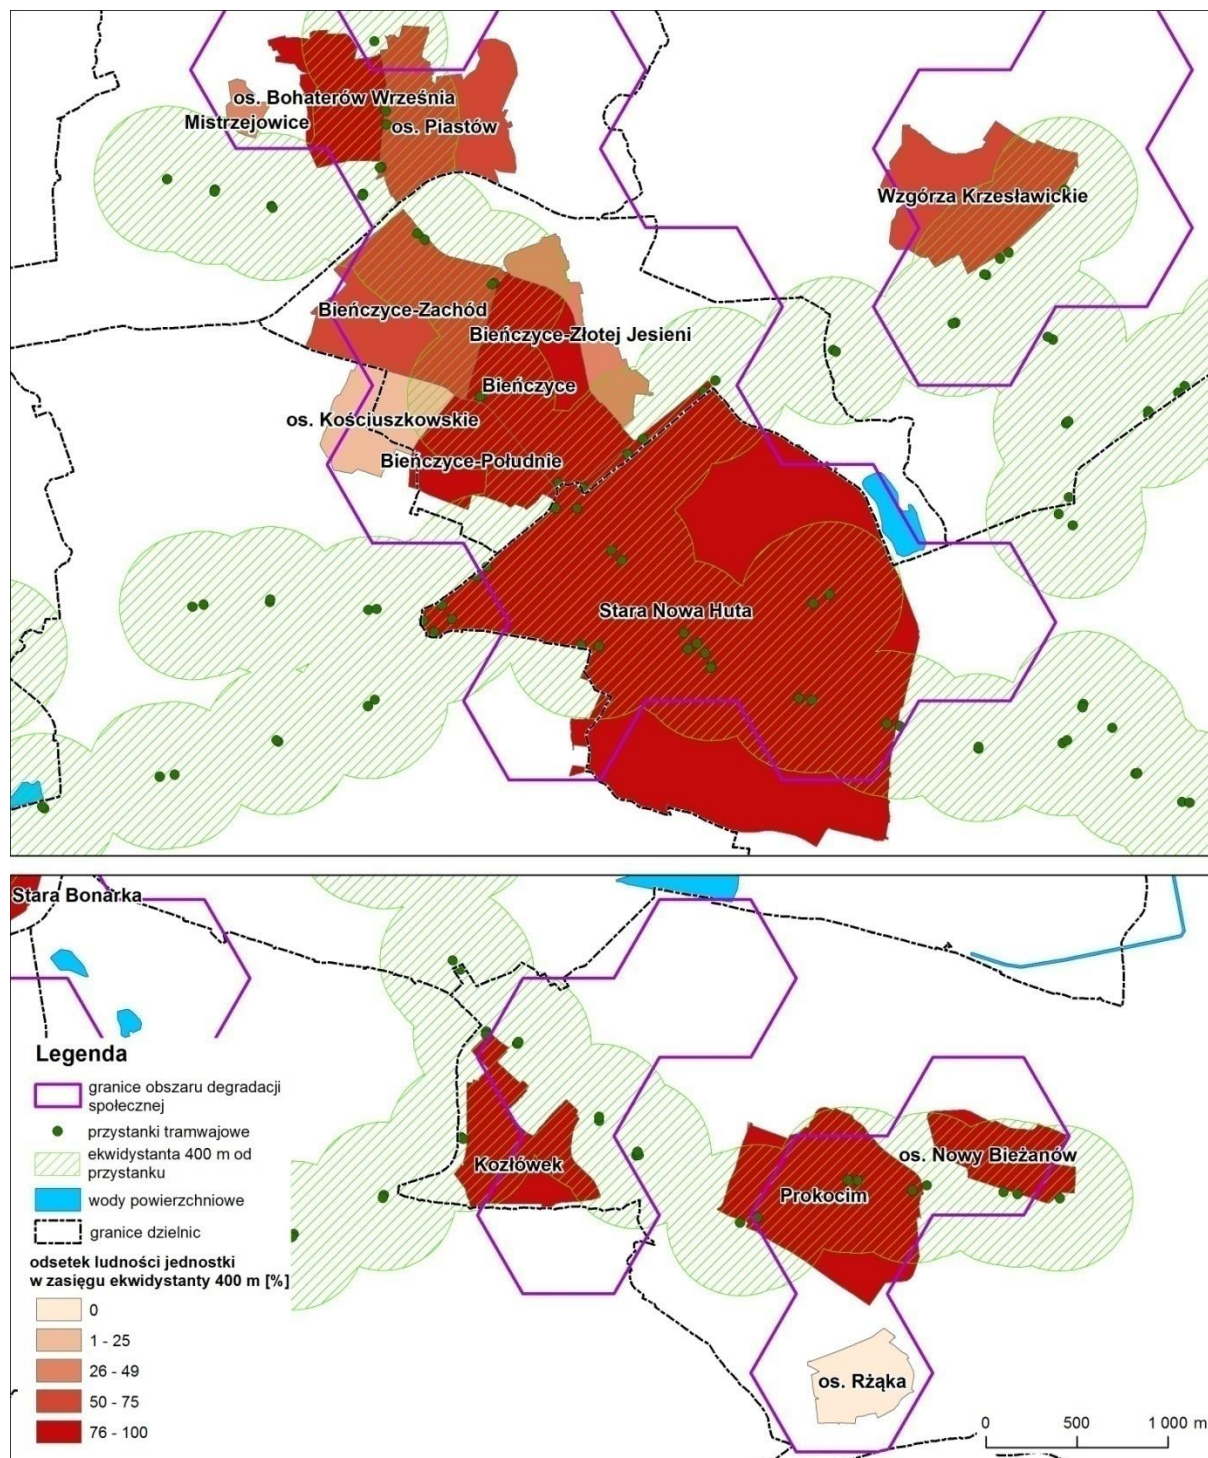 os. Bohaterów Września
Mistrzejowice
os. Piastów
Wzgórza Krzesławickie
Bieńczyce-Zachód
Bieńczyce-Złotej Jesieni
Bieńczyce
os. Kościuszkowskie
Bieńczyce-Południe
Stara Nowa Huta
Stara Bonarka
Kozłówek
os. Nowy Bieżanów
Prokocim
os. Rżąka
Legenda
granice obszaru degradacji
społecznej
przystanki tramwajowe
ekwidystanta 400 m od
przystanku
wody powierzchniowe
granice dzielnic
odsetek ludności jednostki
w zasięgu ekwidystanty 400 m [%]
0
1 - 25
26 - 49
50 - 75
76 - 100
0 500 1 000 m